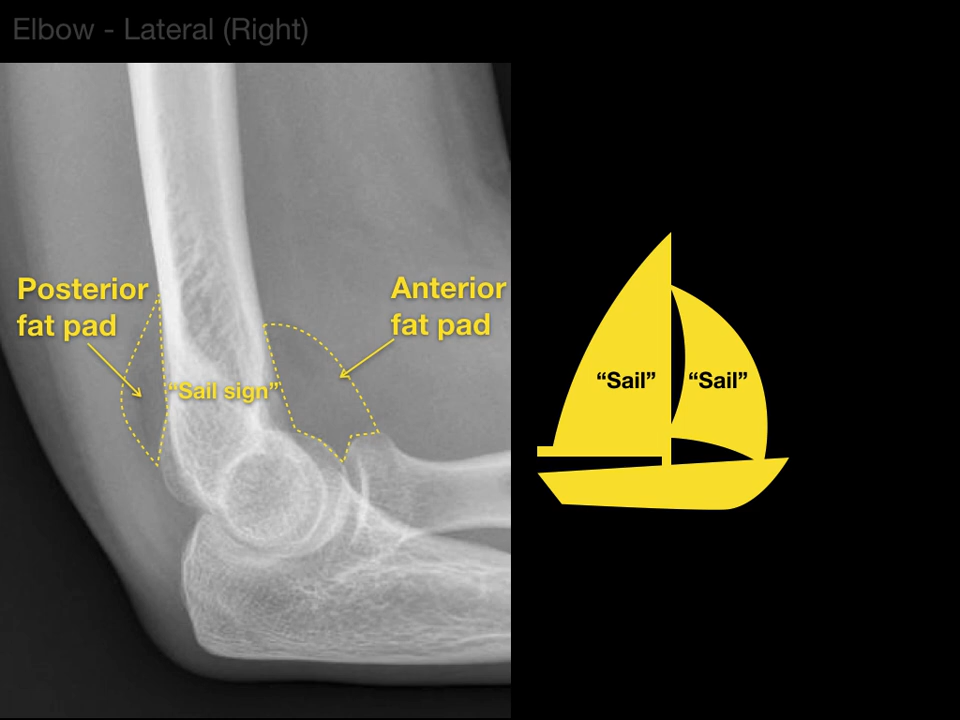 Elbow - Lateral (Right)
Posterior
fat pad
Anterior
fat pad
“Sail sign”
“Sail” “Sail”